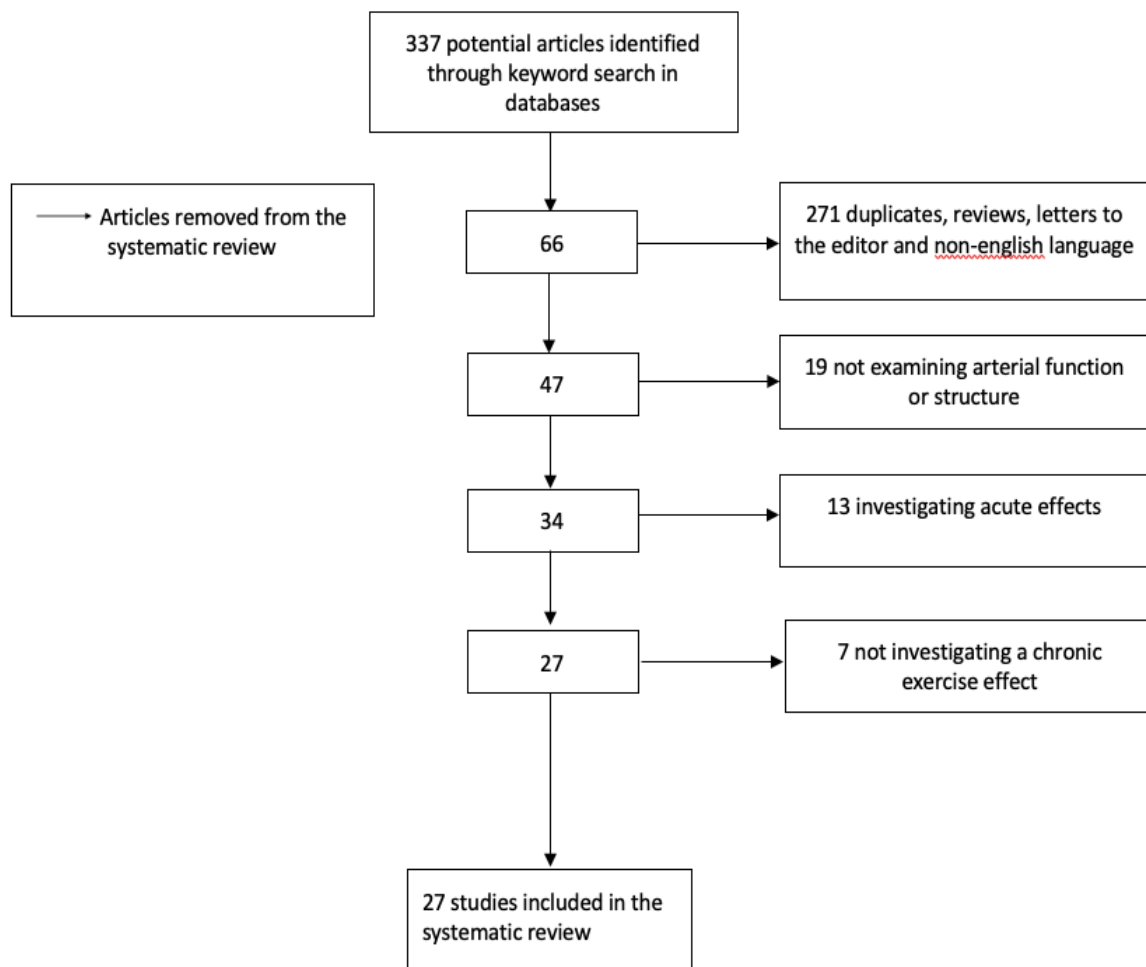 337 potential articles identified
through keyword search in
databases
Articles removed from the
systematic review
66
271 duplicates, reviews, letters to
the editor and non-english language
47
19 not examining arterial function
or structure
34
13 investigating acute effects
27
7 not investigating a chronic
exercise effect
27 studies included in the
systematic review